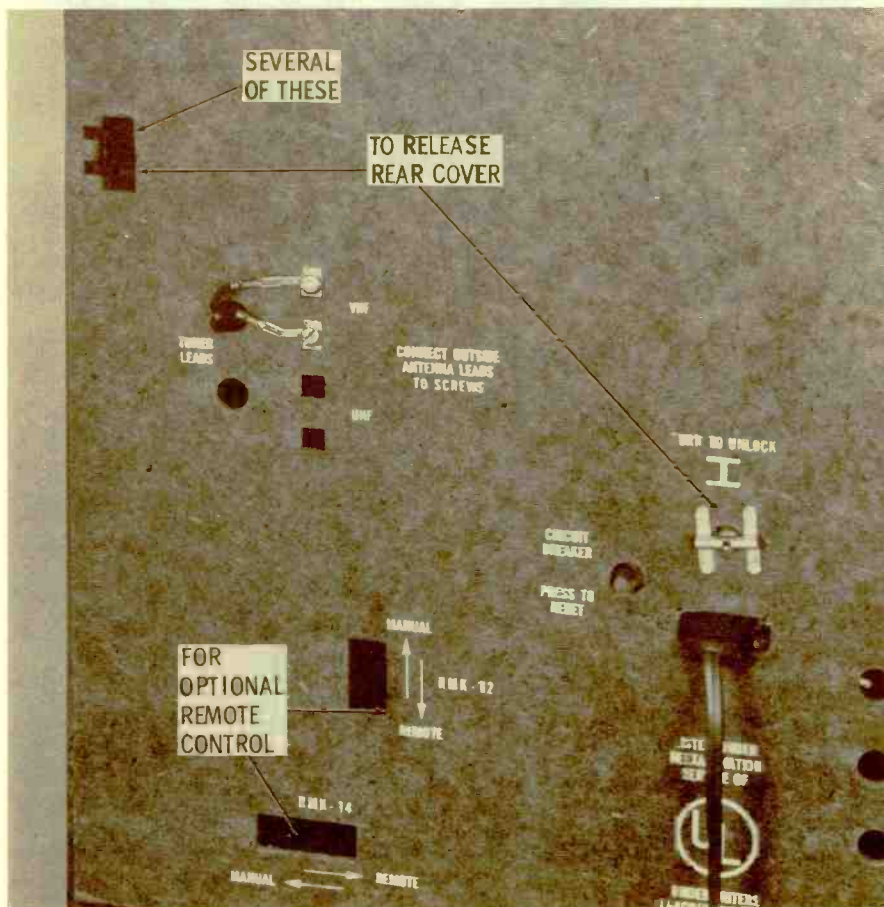 SEVERAL
OF THESE
TO RELEASE
REAR COVER
VHF
TUNER
LEADS
CONNECT OUTSIDE
ANTENNA LEADS
TO SCREWS
UHF
TO UNLOCK
CIRCUIT
BREAKER
PRESS TO
RESET
MANUAL
RMK-12
REMOTE
FOR
OPTIONAL
REMOTE
CONTROL
RMK-14
MANUAL
REMOTE
OF
UL